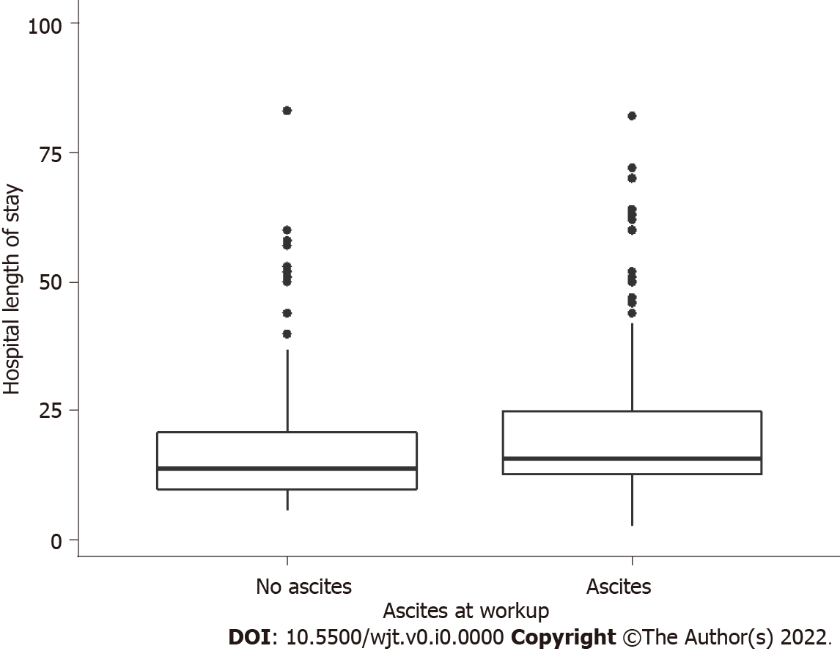 100
75
50
25
0
Hospital length of stay
No ascites
Ascites
Ascites at workup
DOI: 10.5500/wjt.v0.i0.0000 Copyright ©The Author(s) 2022.